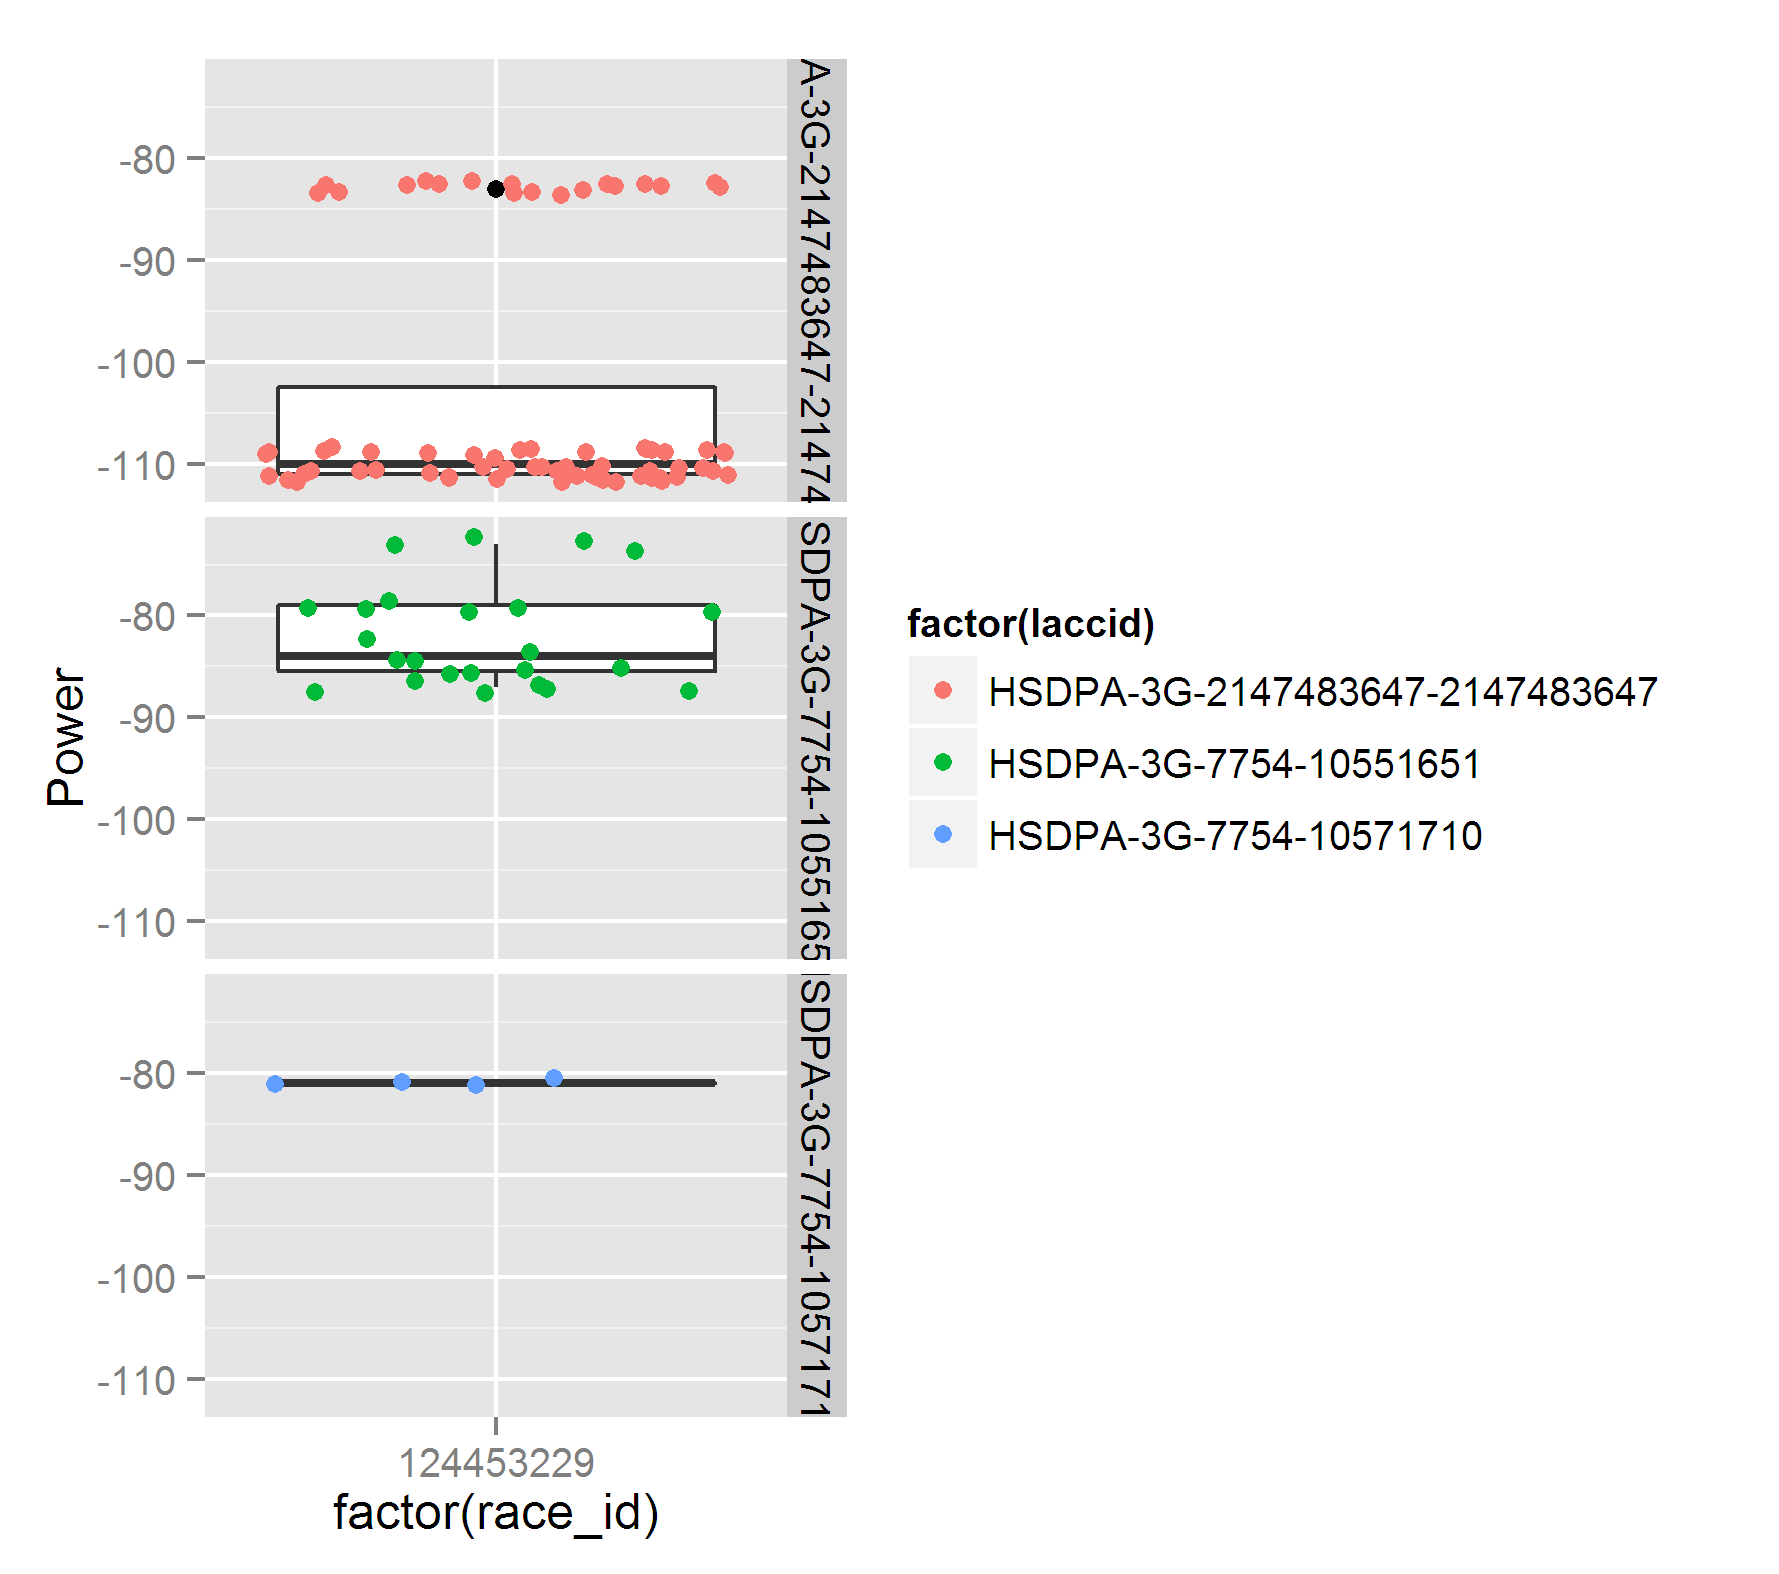 -80
-90
-100
-110
A-3G-2147483647-21474
-80
-90
-100
-110
SDPA-3G-7754-1055165
-80
-90
-100
-110
SDPA-3G-7754-1057171
Power
124453229
factor(race_id)
factor(laccid)
HSDPA-3G-2147483647-2147483647
HSDPA-3G-7754-10551651
HSDPA-3G-7754-10571710